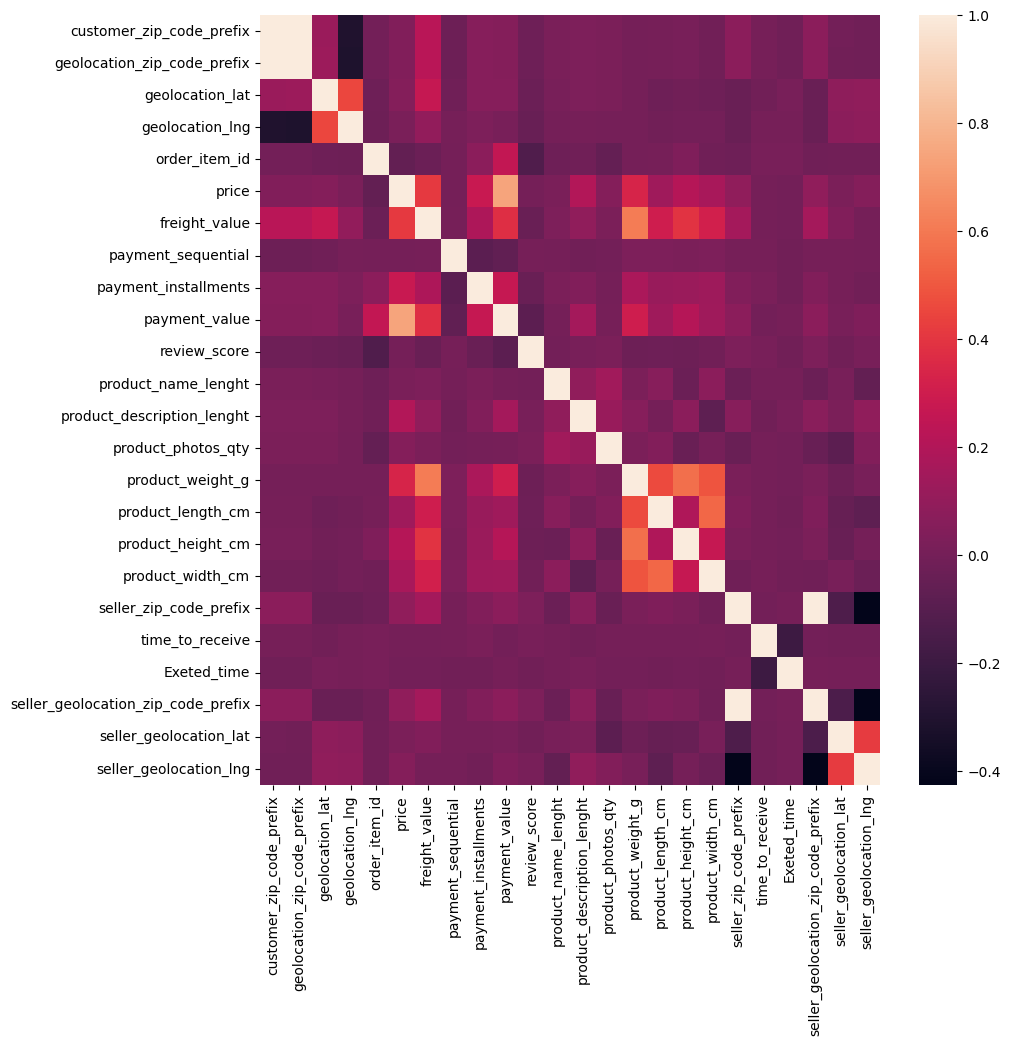 customer_zip_code_prefix
geolocation_zip_code_prefix
geolocation_lat
geolocation_lng
order_item_id
price
freight_value
payment_sequential
payment_installments
payment_value
review_score
product_name_lenght
product_description_lenght
product_photos_qty
product_weight_g
product_length_cm
product_height_cm
product_width_cm
seller_zip_code_prefix
time_to_receive
Exeted_time
seller_geolocation_zip_code_prefix
seller_geolocation_lat
seller_geolocation_lng
customer_zip_code_prefix
geolocation_zip_code_prefix
geolocation_lat
geolocation_lng
order_item_id
price
freight_value
payment_sequential
payment_installments
payment_value
review_score
product_name_lenght
product_description_lenght
product_photos_qty
product_weight_g
product_length_cm
product_height_cm
product_width_cm
seller_zip_code_prefix
time_to_receive
Exeted_time
seller_geolocation_zip_code_prefix
seller_geolocation_lat
seller_geolocation_lng
1.0
0.8
0.6
0.4
0.2
0.0
−0.2
−0.4